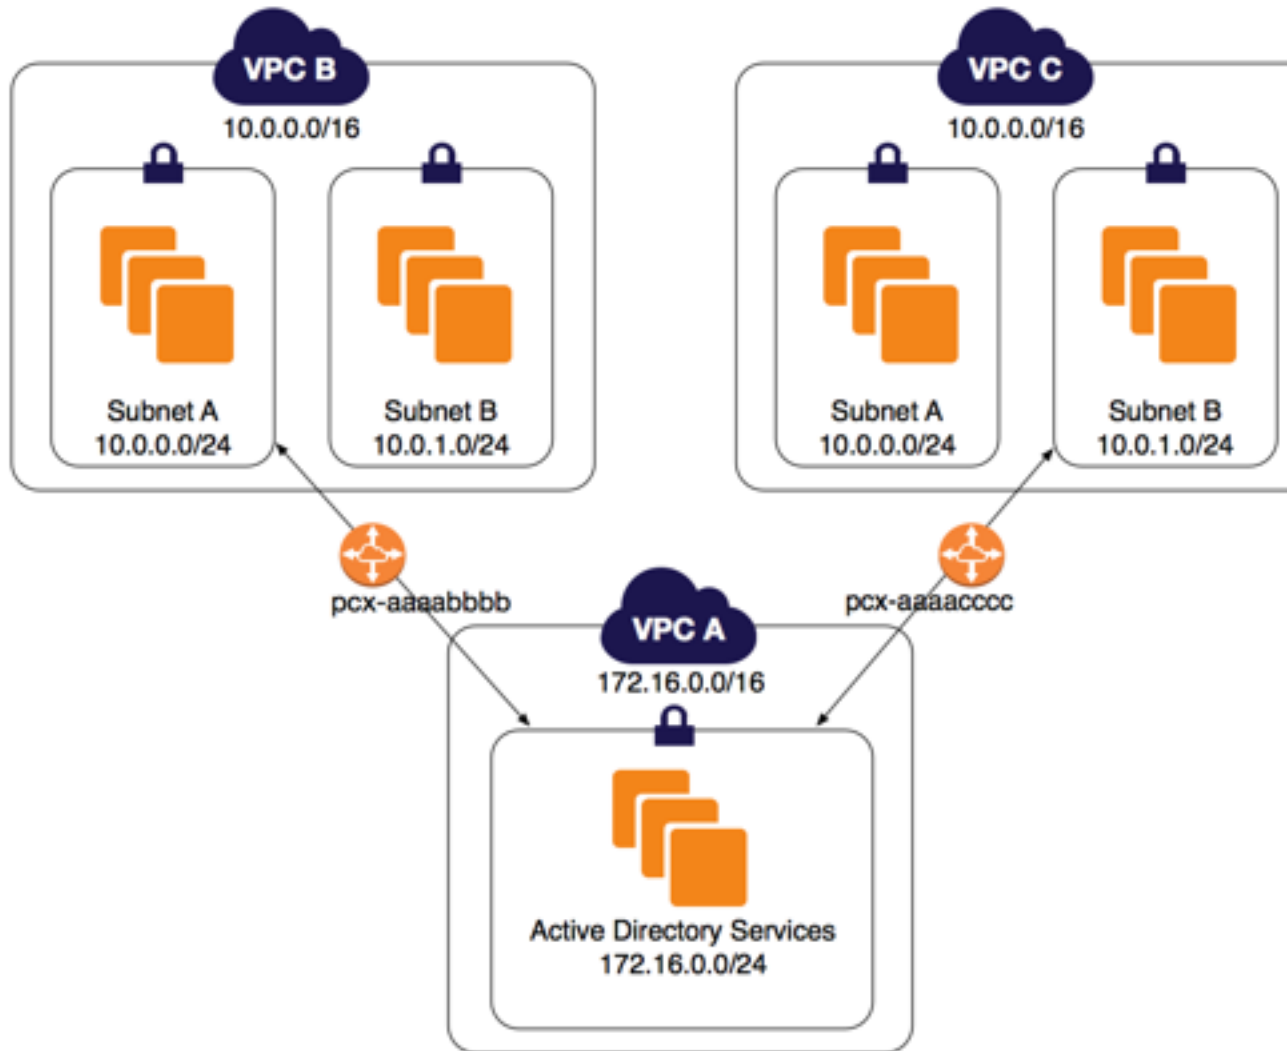 VPC B
10.0.0.0/16
Subnet A
10.0.0.0/24
Subnet B
10.0.1.0/24
VPC C
10.0.0.0/16
Subnet A
10.0.0.0/24
Subnet B
10.0.1.0/24
pcx-aaaabbbb
pcx-aaaacccc
VPC A
172.16.0.0/16
Active Directory Services
172.16.0.0/24